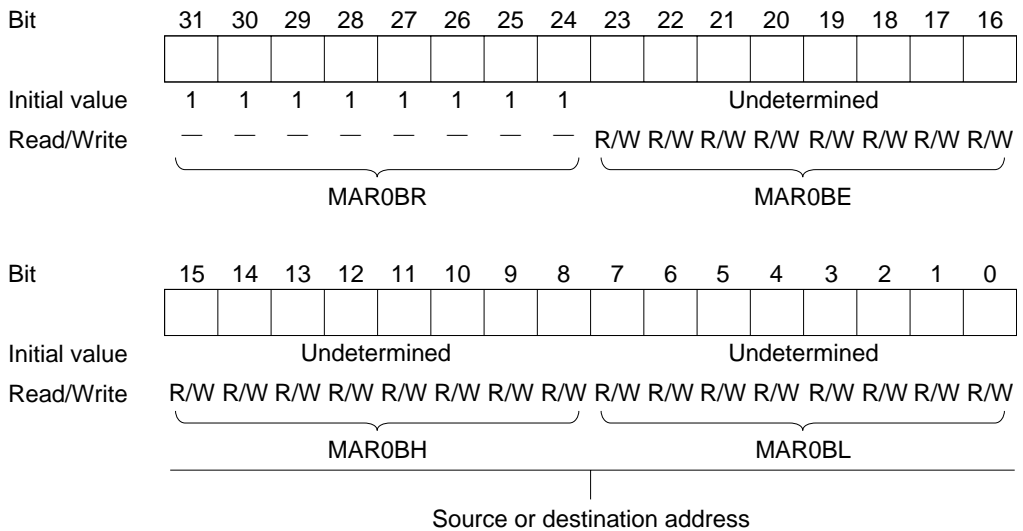 Bit 31 30 29 28 27 26 25 24 23 22 21 20 19 18 17 16
Initial value 1 1 1 1 1 1 1 1 Undetermined
Read/Write — — — — — — — — R/W R/W R/W R/W R/W R/W R/W R/W
MAR0BR MAR0BE
Bit 15 14 13 12 11 10 9 8 7 6 5 4 3 2 1 0
Initial value Undetermined Undetermined
Read/Write R/W R/W R/W R/W R/W R/W R/W R/W R/W R/W R/W R/W R/W R/W R/W R/W
MAR0BH MAR0BL
Source or destination address